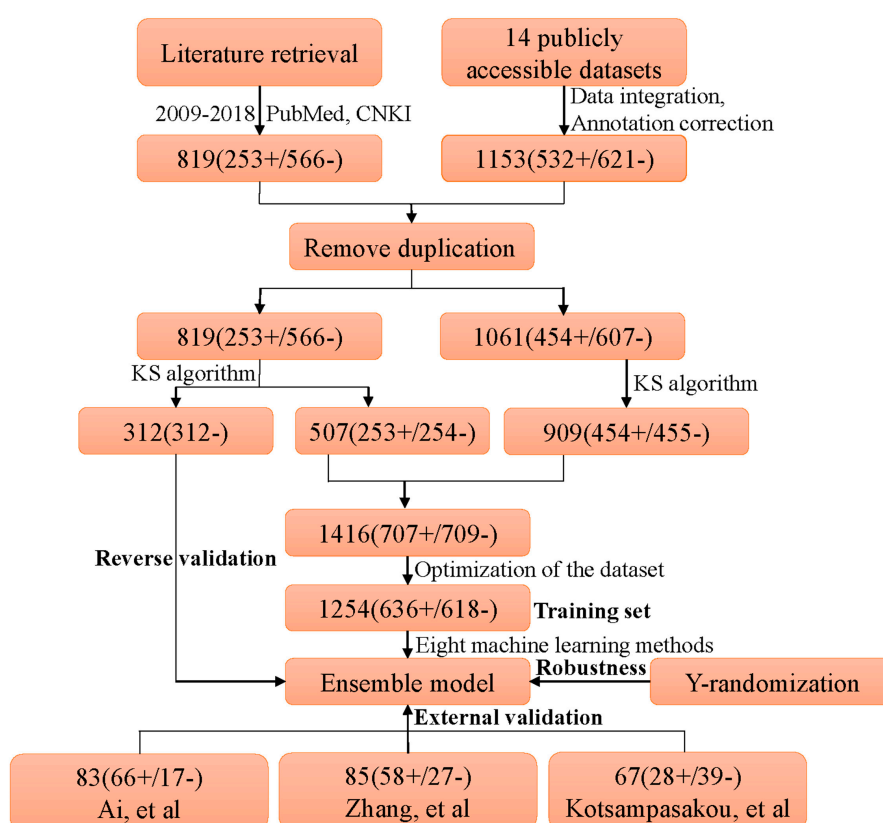 Literature retrieval
14 publicly
accessible datasets
2009-2018 PubMed, CNKI
Data integration,
Annotation correction
819(253+/566-)
1153(532+/621-)
Remove duplication
819(253+/566-)
1061(454+/607-)
KS algorithm
KS algorithm
312(312-)
507(253+/254-)
909(454+/455-)
1416(707+/709-)
Reverse validation
Optimization of the dataset
1254(636+/618-)
Training set
Eight machine learning methods
Ensemble model
Robustness
Y-randomization
External validation
83(66+/17-)
Ai, et al
85(58+/27-)
Zhang, et al
67(28+/39-)
Kotsampasakou, et al